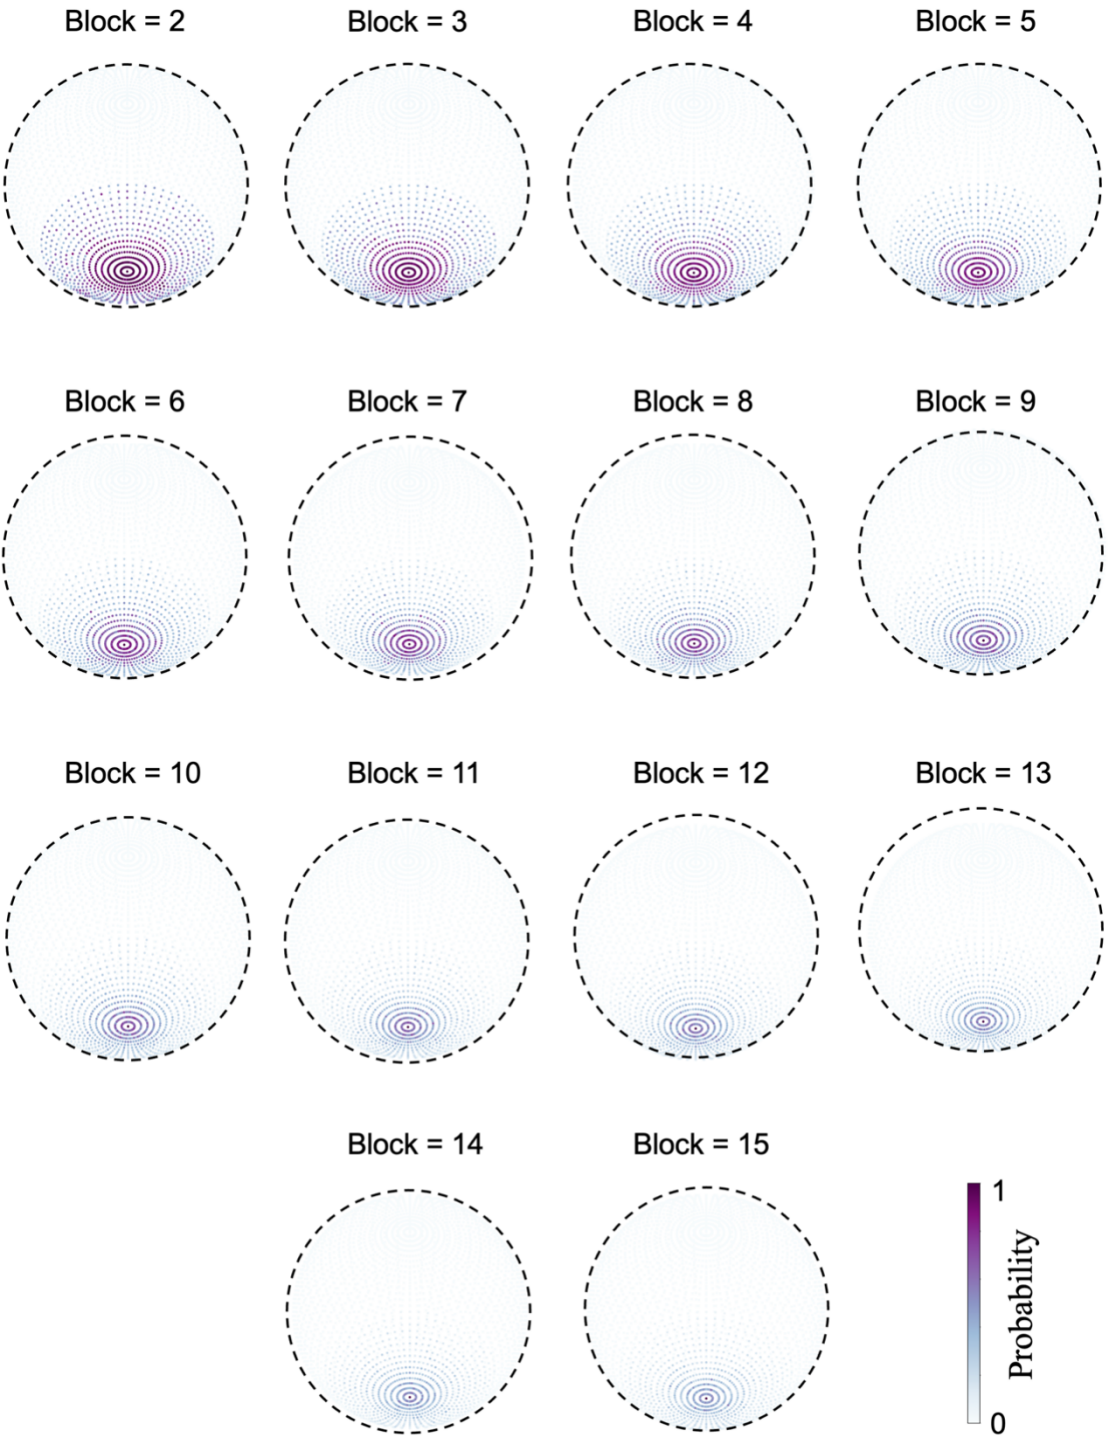 Block = 2
Block = 3
Block = 4
Block = 5
Block = 6
Block = 7
Block = 8
Block = 9
Block = 10
Block = 11
Block = 12
Block = 13
Block = 14
Block = 15
1
Probability
0